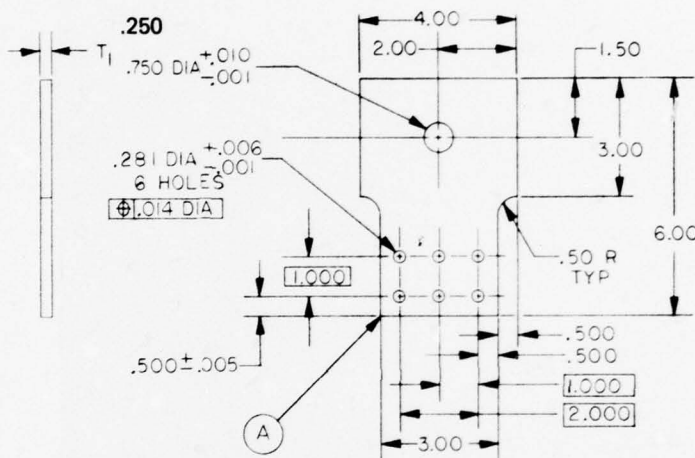 .250
T1
4.00
2.00
1.50
.750 DIA +.010
-.001
.281 DIA +.006
-.001
6 HOLES
⌖ .014 DIA
3.00
6.00
.50 R
TYP
1.000
.500±.005
.500
.500
1.000
2.000
A
3.00